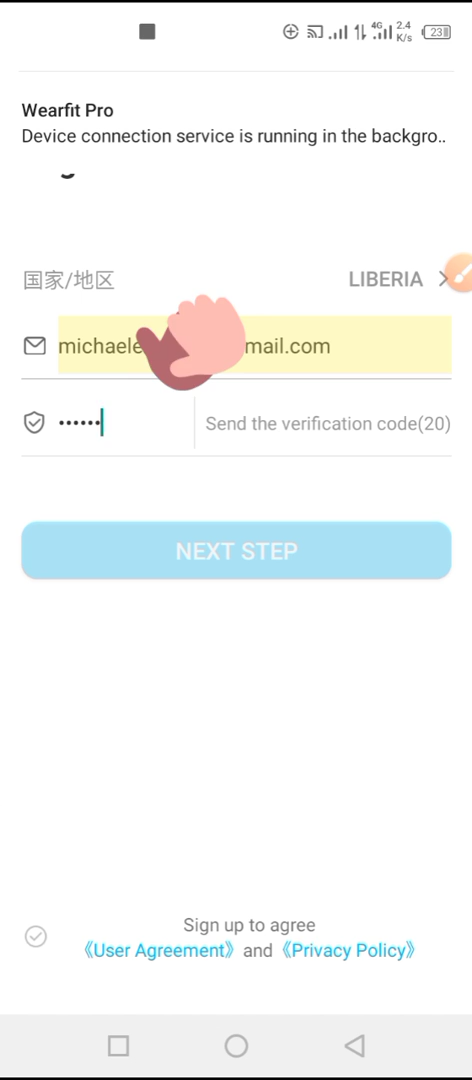 4G 2.4
K/s 23
Wearfit Pro
Device connection service is running in the backgro..
国家/地区 LIBERIA
michaele mail.com
•••••• Send the verification code(20)
NEXT STEP
Sign up to agree
《User Agreement》 and 《Privacy Policy》